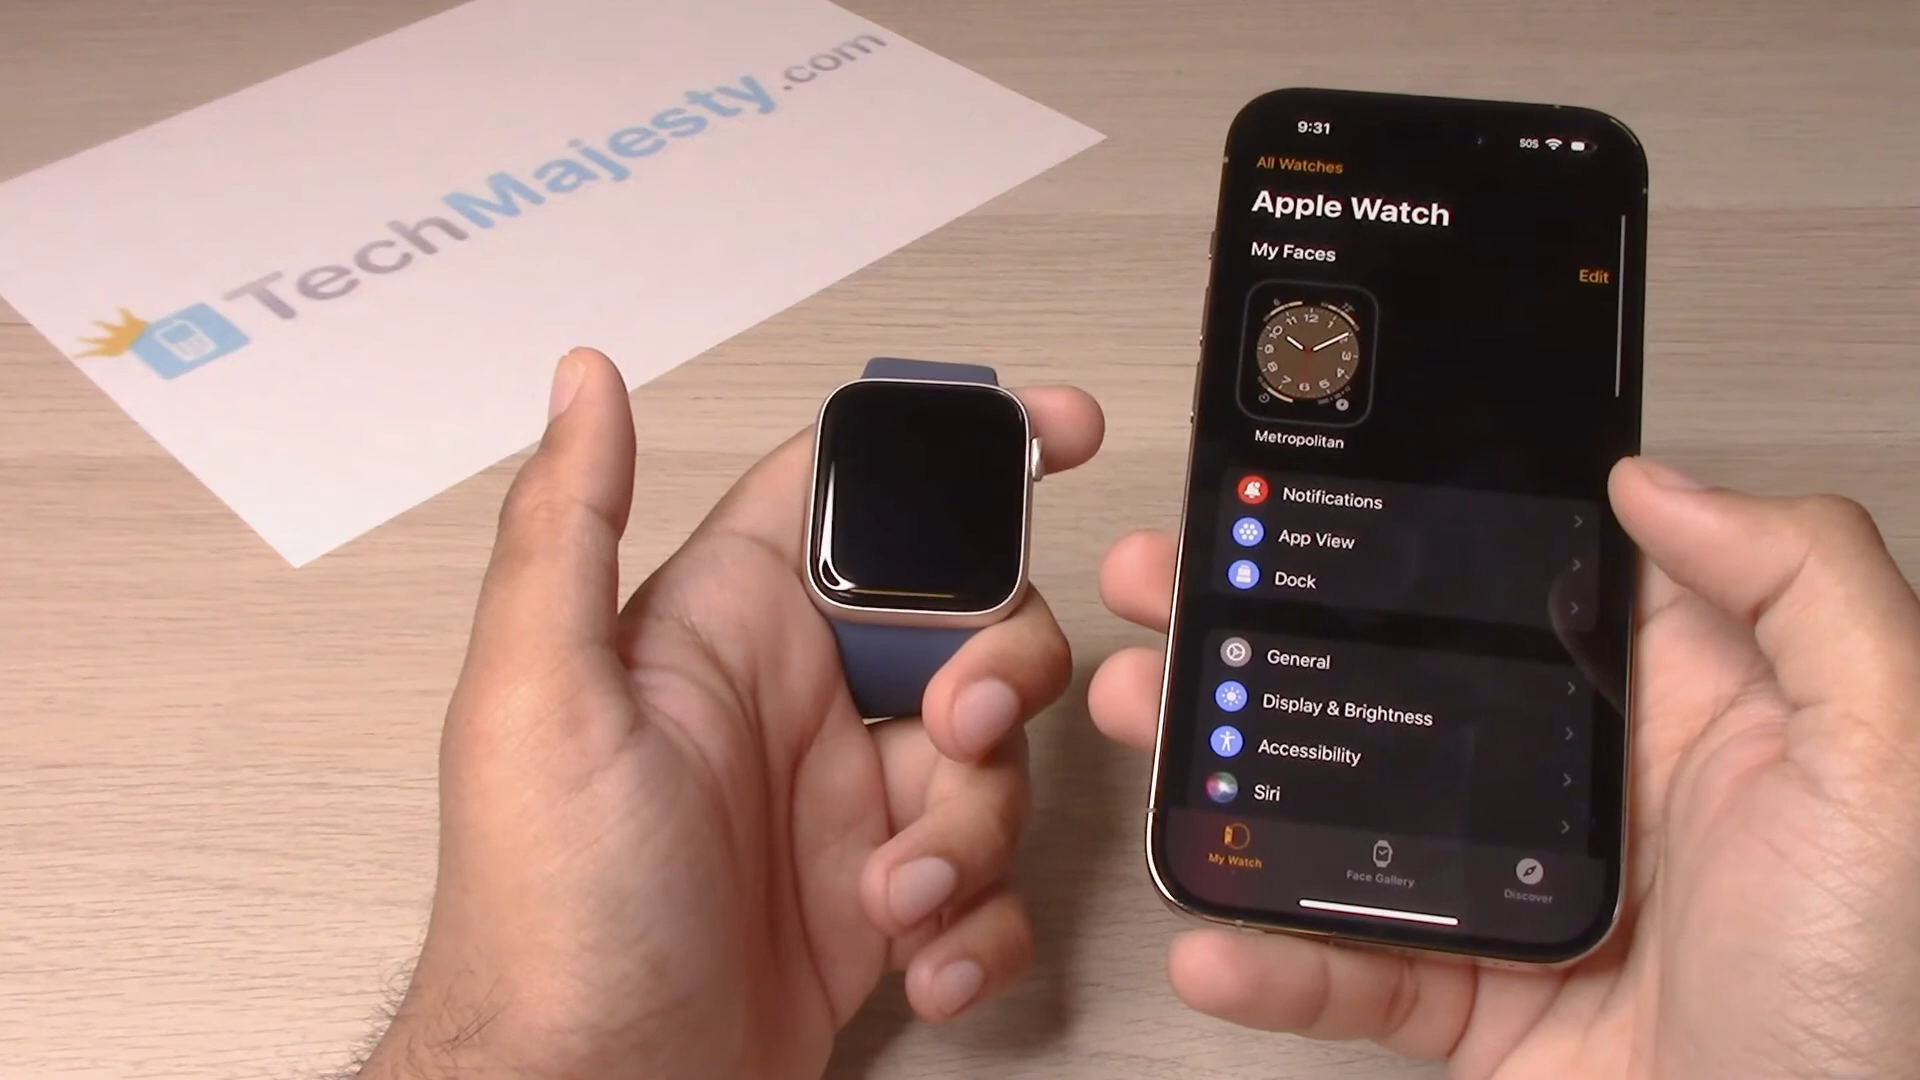 TechMajesty.com
9:31
SOS
All Watches
Apple Watch
My Faces
Edit
Metropolitan
Notifications
App View
Dock
General
Display & Brightness
Accessibility
Siri
My Watch
Face Gallery
Discover